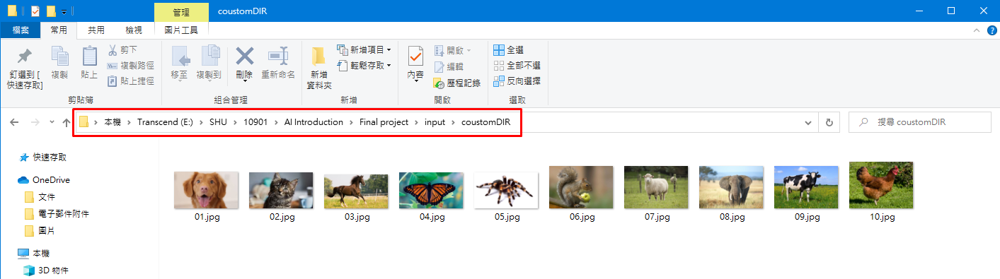 管理
coustomDIR
檔案
常用
共用
檢視
圖片工具
釘選到 [
快速存取]
複製
貼上
剪下
複製路徑
貼上捷徑
剪貼簿
移至
複製到
刪除
重新命名
組合管理
新增
資料夾
新增項目
輕鬆存取
新增
內容
開啟
編輯
歷程記錄
開啟
全選
全部不選
反向選擇
選取
本機 > Transcend (E:) > SHU > 10901 > AI Introduction > Final project > input > coustomDIR
搜尋 coustomDIR
快速存取
OneDrive
文件
電子郵件附件
圖片
本機
3D 物件
01.jpg
02.jpg
03.jpg
04.jpg
05.jpg
06.jpg
07.jpg
08.jpg
09.jpg
10.jpg